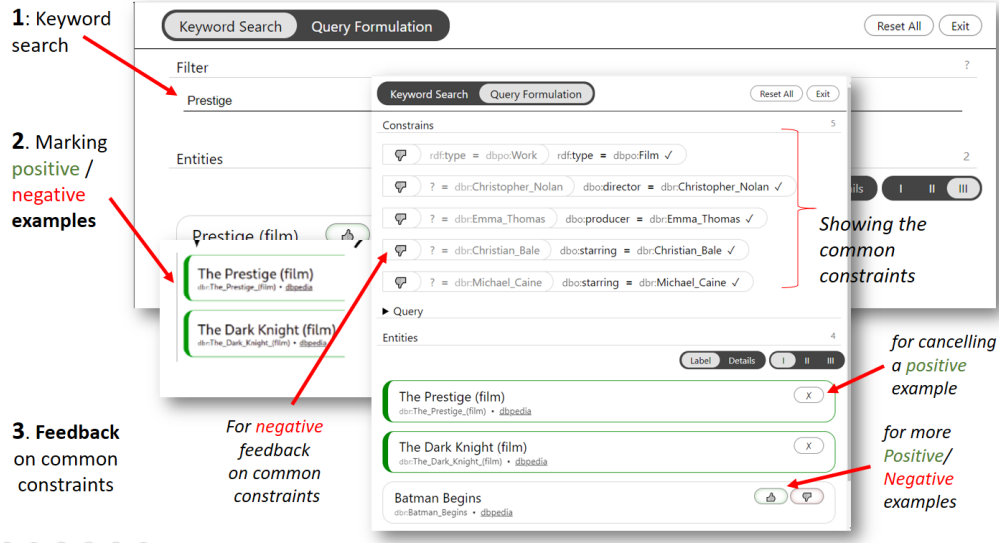 1: Keyword
search
Keyword Search Query Formulation
Reset All Exit
Filter ?
Prestige
2. Marking
positive /
negative
examples
Entities 2
ils I II III
Prestige (film)
The Prestige (film)
dbr:The_Prestige_(film) • dbpedia
The Dark Knight (film)
dbr:The_Dark_Knight_(film) • dbpedia
Keyword Search Query Formulation
Reset All Exit
Constrains 5
rdf:type = dbpo:Work rdf:type = dbpo:Film ✓
? = dbr:Christopher_Nolan dbo:director = dbr:Christopher_Nolan ✓
? = dbr:Emma_Thomas dbo:producer = dbr:Emma_Thomas ✓
? = dbr:Christian_Bale dbo:starring = dbr:Christian_Bale ✓
? = dbr:Michael_Caine dbo:starring = dbr:Michael_Caine ✓
Showing the
common
constraints
▶ Query
Entities 4
Label Details I II III
The Prestige (film) X
dbr:The_Prestige_(film) • dbpedia
The Dark Knight (film) X
dbr:The_Dark_Knight_(film) • dbpedia
Batman Begins
dbr:Batman_Begins • dbpedia
for cancelling
a positive
example
for more
Positive/
Negative
examples
3. Feedback
on common
constraints
For negative
feedback
on common
constraints